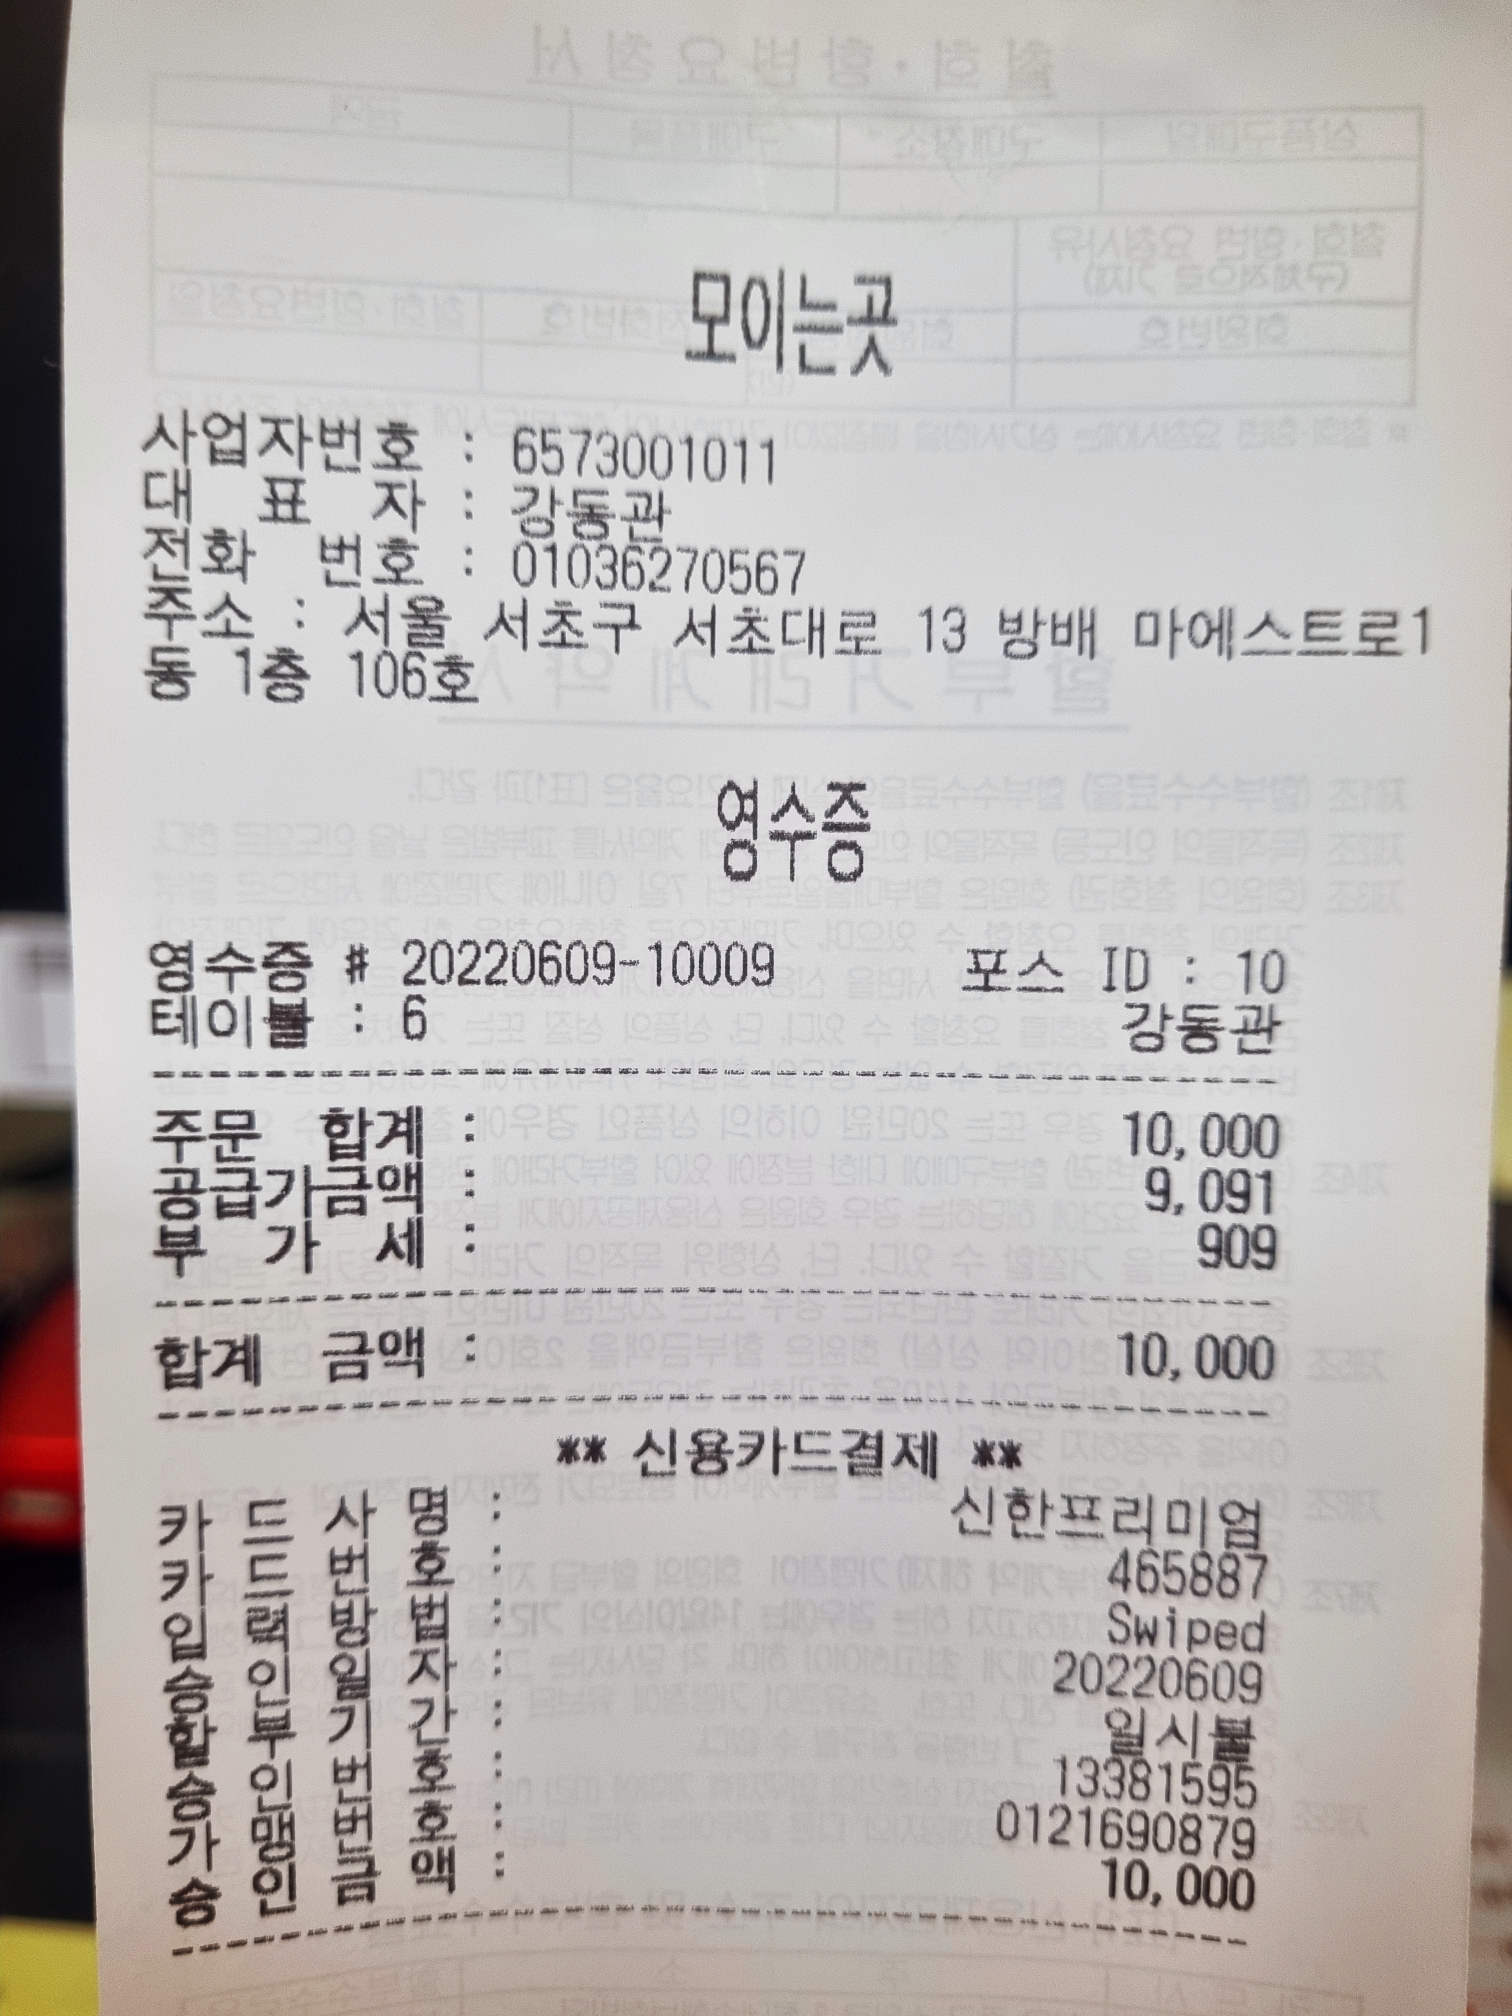 모이는곳
사업자번호 : 6573001011
대 표 자 : 강동관
전화 번호 : 01036270567
주소 : 서울 서초구 서초대로 13 방배 마에스트로1
동 1층 106호
영수증
영수증 # 20220609-10009 포스 ID : 10
테이블 : 6 강동관
주문 합계 : 10,000
공급가금액 : 9,091
부 가 세 : 909
합계 금액 : 10,000
** 신용카드결제 **
카 드 사 명 : 신한프리미엄
카 드 번 호 : 465887
입 력 방 법 : Swiped
승 인 일 자 : 20220609
할 부 기 간 : 일시불
승 인 번 호 : 13381595
가 맹 번 호 : 0121690879
승 인 금 액 : 10,000